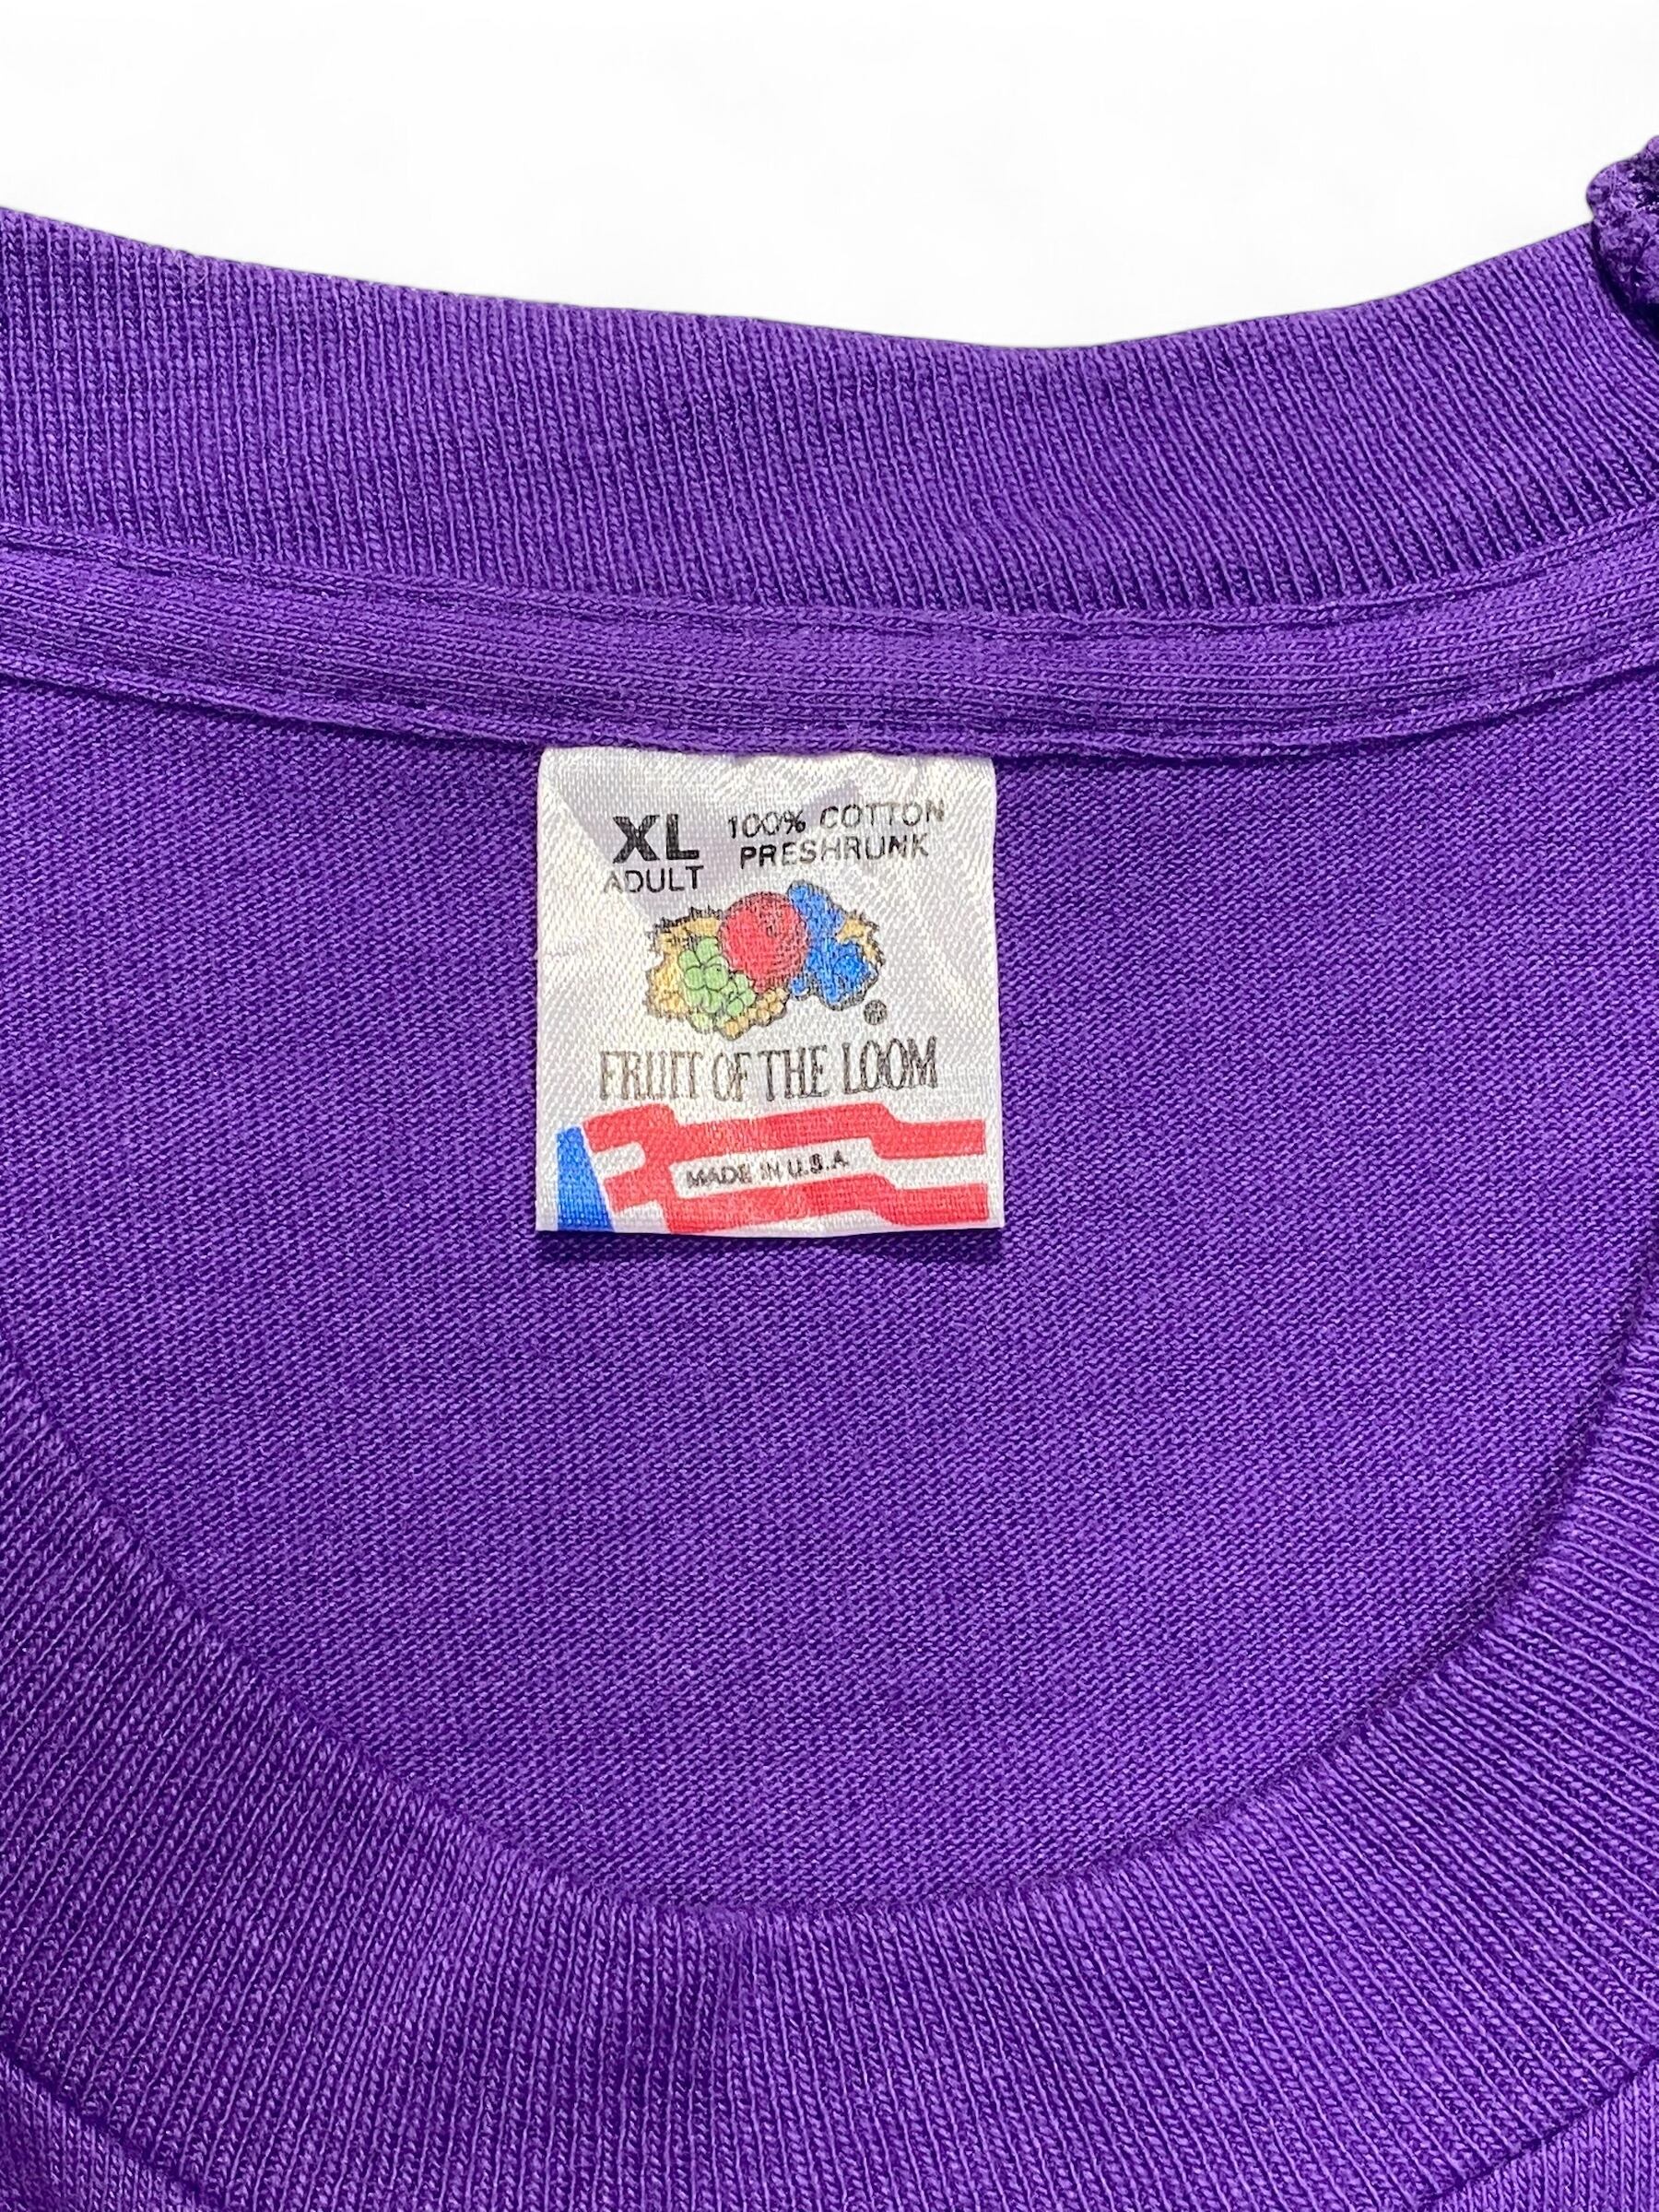 XL 100% COTTON
ADULT PRESHRUNK
®
FRUIT OF THE LOOM
MADE IN U.S.A